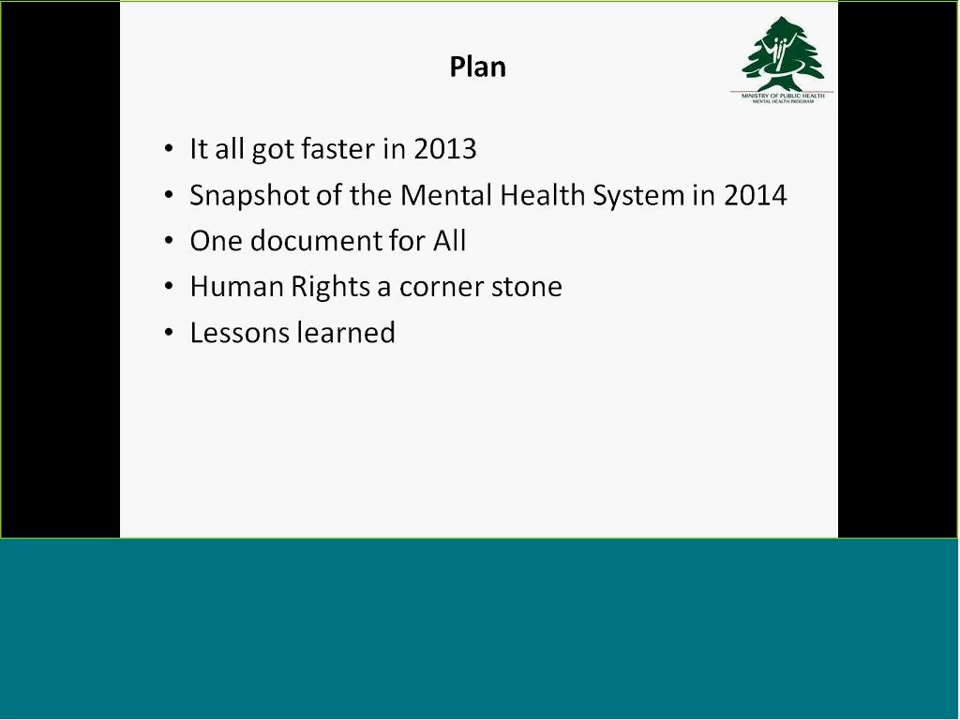 Plan
MINISTRY OF PUBLIC HEALTH
MENTAL HEALTH PROGRAM
• It all got faster in 2013
• Snapshot of the Mental Health System in 2014
• One document for All
• Human Rights a corner stone
• Lessons learned